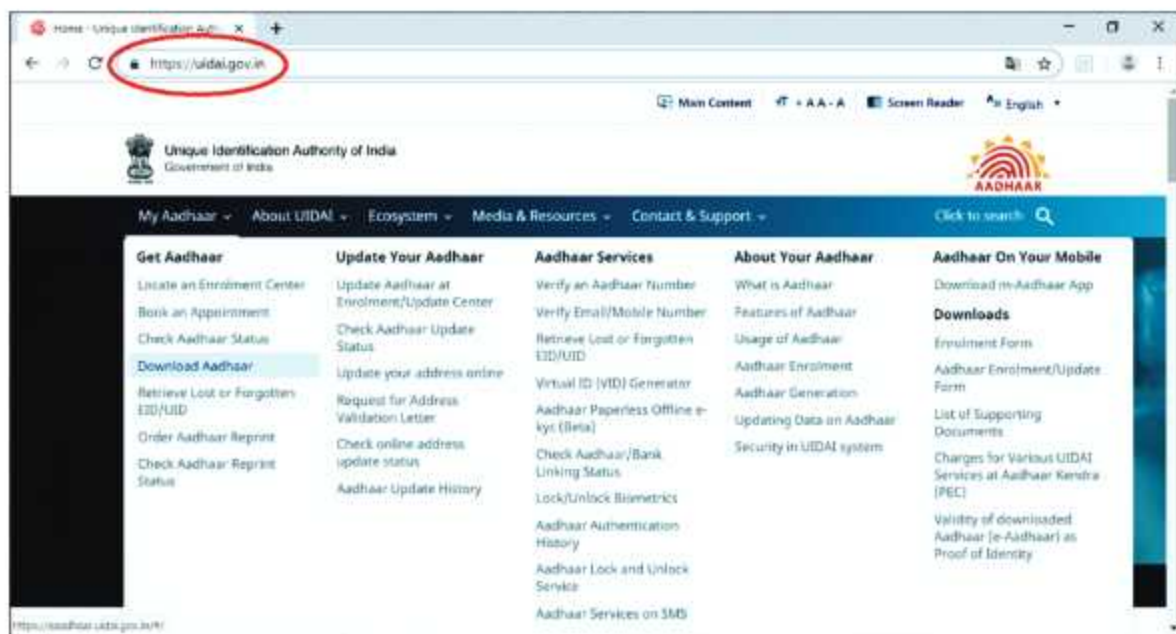 Home - Unique Identification Auth
https://uidai.gov.in
Main Content + A A - A Screen Reader English
Unique Identification Authority of India
Government of India
AADHAAR
My Aadhaar About UIDAI Ecosystem Media & Resources Contact & Support Click to search
Get Aadhaar
Locate an Enrolment Center
Book an Appointment
Check Aadhaar Status
Download Aadhaar
Retrieve Lost or Forgotten
EID/UID
Order Aadhaar Reprint
Check Aadhaar Reprint
Status
Update Your Aadhaar
Update Aadhaar at
Enrolment/Update Center
Check Aadhaar Update
Status
Update your address online
Request for Address
Validation Letter
Check online address
update status
Aadhaar Update History
Aadhaar Services
Verify an Aadhaar Number
Verify Email/Mobile Number
Retrieve Lost or Forgotten
EID/UID
Virtual ID (VID) Generator
Aadhaar Paperless Offline e-
kyc (Beta)
Check Aadhaar/Bank
Linking Status
Lock/Unlock Biometrics
Aadhaar Authentication
History
Aadhaar Lock and Unlock
Service
Aadhaar Services on SMS
About Your Aadhaar
What is Aadhaar
Features of Aadhaar
Usage of Aadhaar
Aadhaar Enrolment
Aadhaar Generation
Updating Data on Aadhaar
Security in UIDAI system
Aadhaar On Your Mobile
Download m-Aadhaar App
Downloads
Enrolment Form
Aadhaar Enrolment/Update
Form
List of Supporting
Documents
Charges for Various UIDAI
Services at Aadhaar Kendra
(PEC)
Validity of downloaded
Aadhaar (e-Aadhaar) as
Proof of Identity